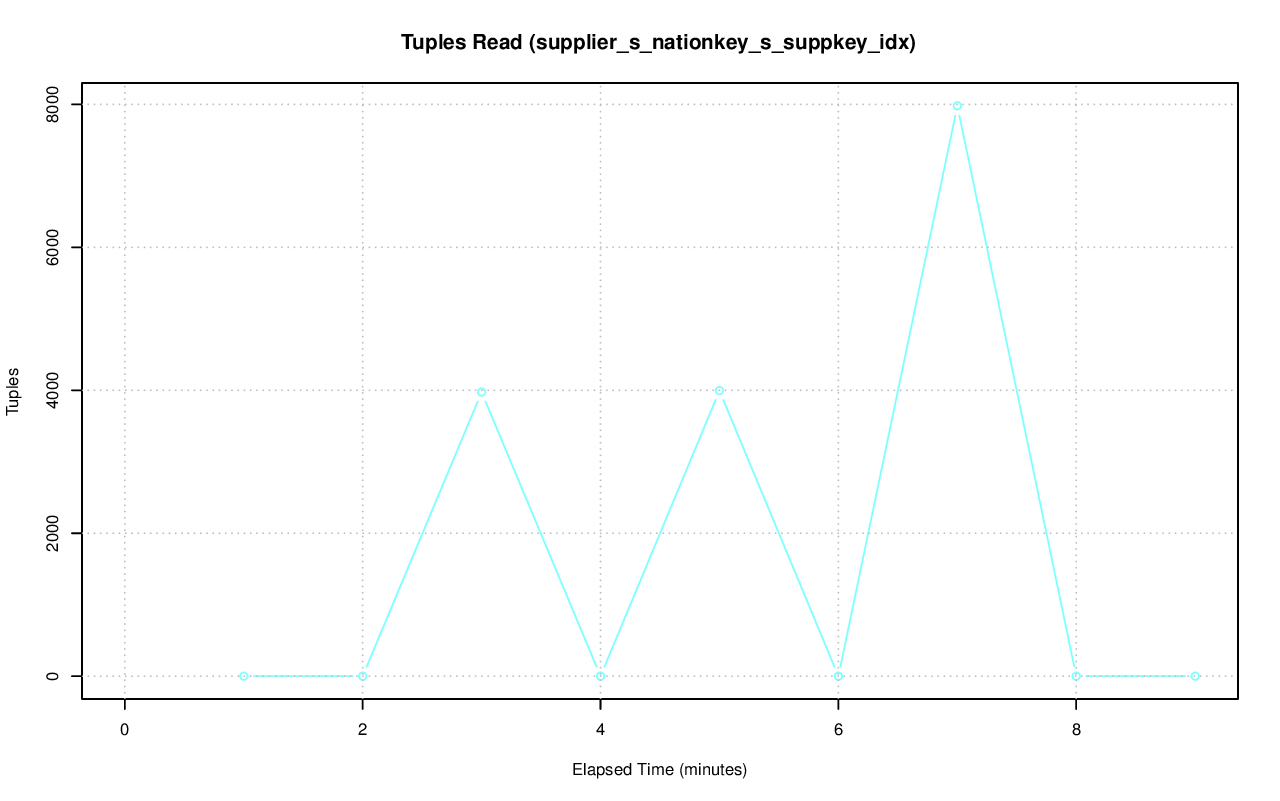 Tuples Read (supplier_s_nationkey_s_suppkey_idx)
8000
6000
4000
2000
0
Tuples
0 2 4 6 8
Elapsed Time (minutes)